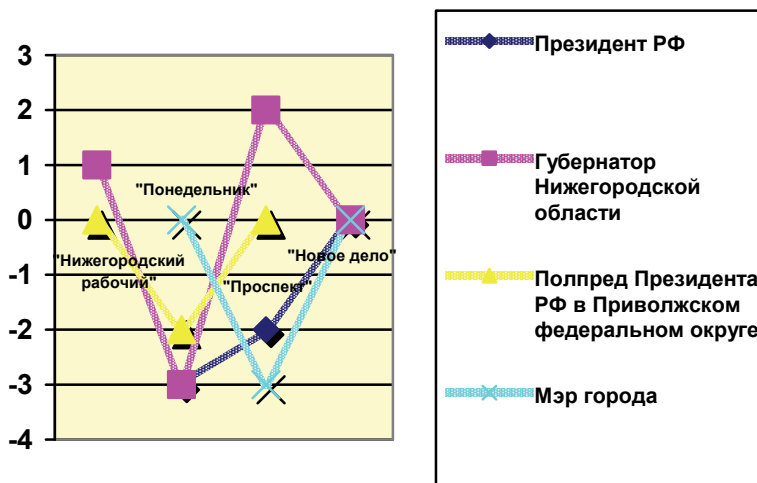 3
2
1
0
-1
-2
-3
-4
"Понедельник"
"Нижегородский
рабочий"
"Проспект"
"Новое дело"
Президент РФ
Губернатор
Нижегородской
области
Полпред Президента
РФ в Приволжском
федеральном округе
Мэр города